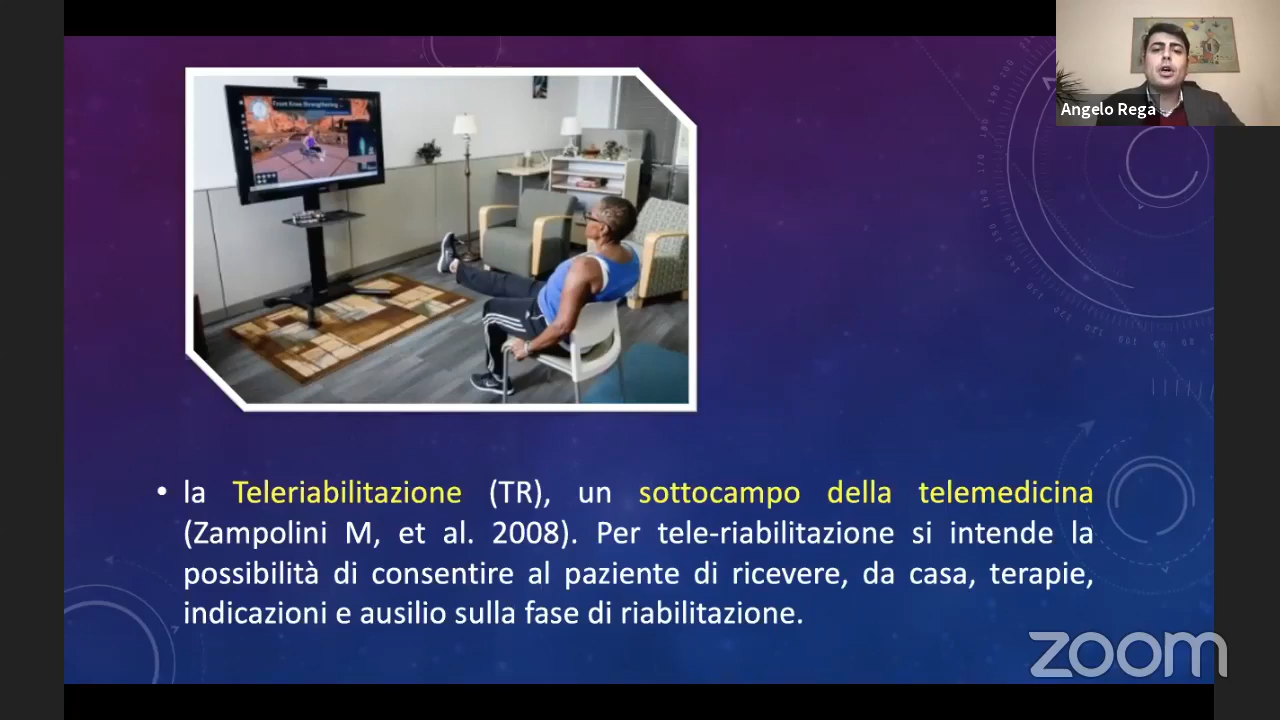 Angelo Rega
• la Teleriabilitazione (TR), un sottocampo della telemedicina
(Zampolini M, et al. 2008). Per tele-riabilitazione si intende la
possibilità di consentire al paziente di ricevere, da casa, terapie,
indicazioni e ausilio sulla fase di riabilitazione.
zoom